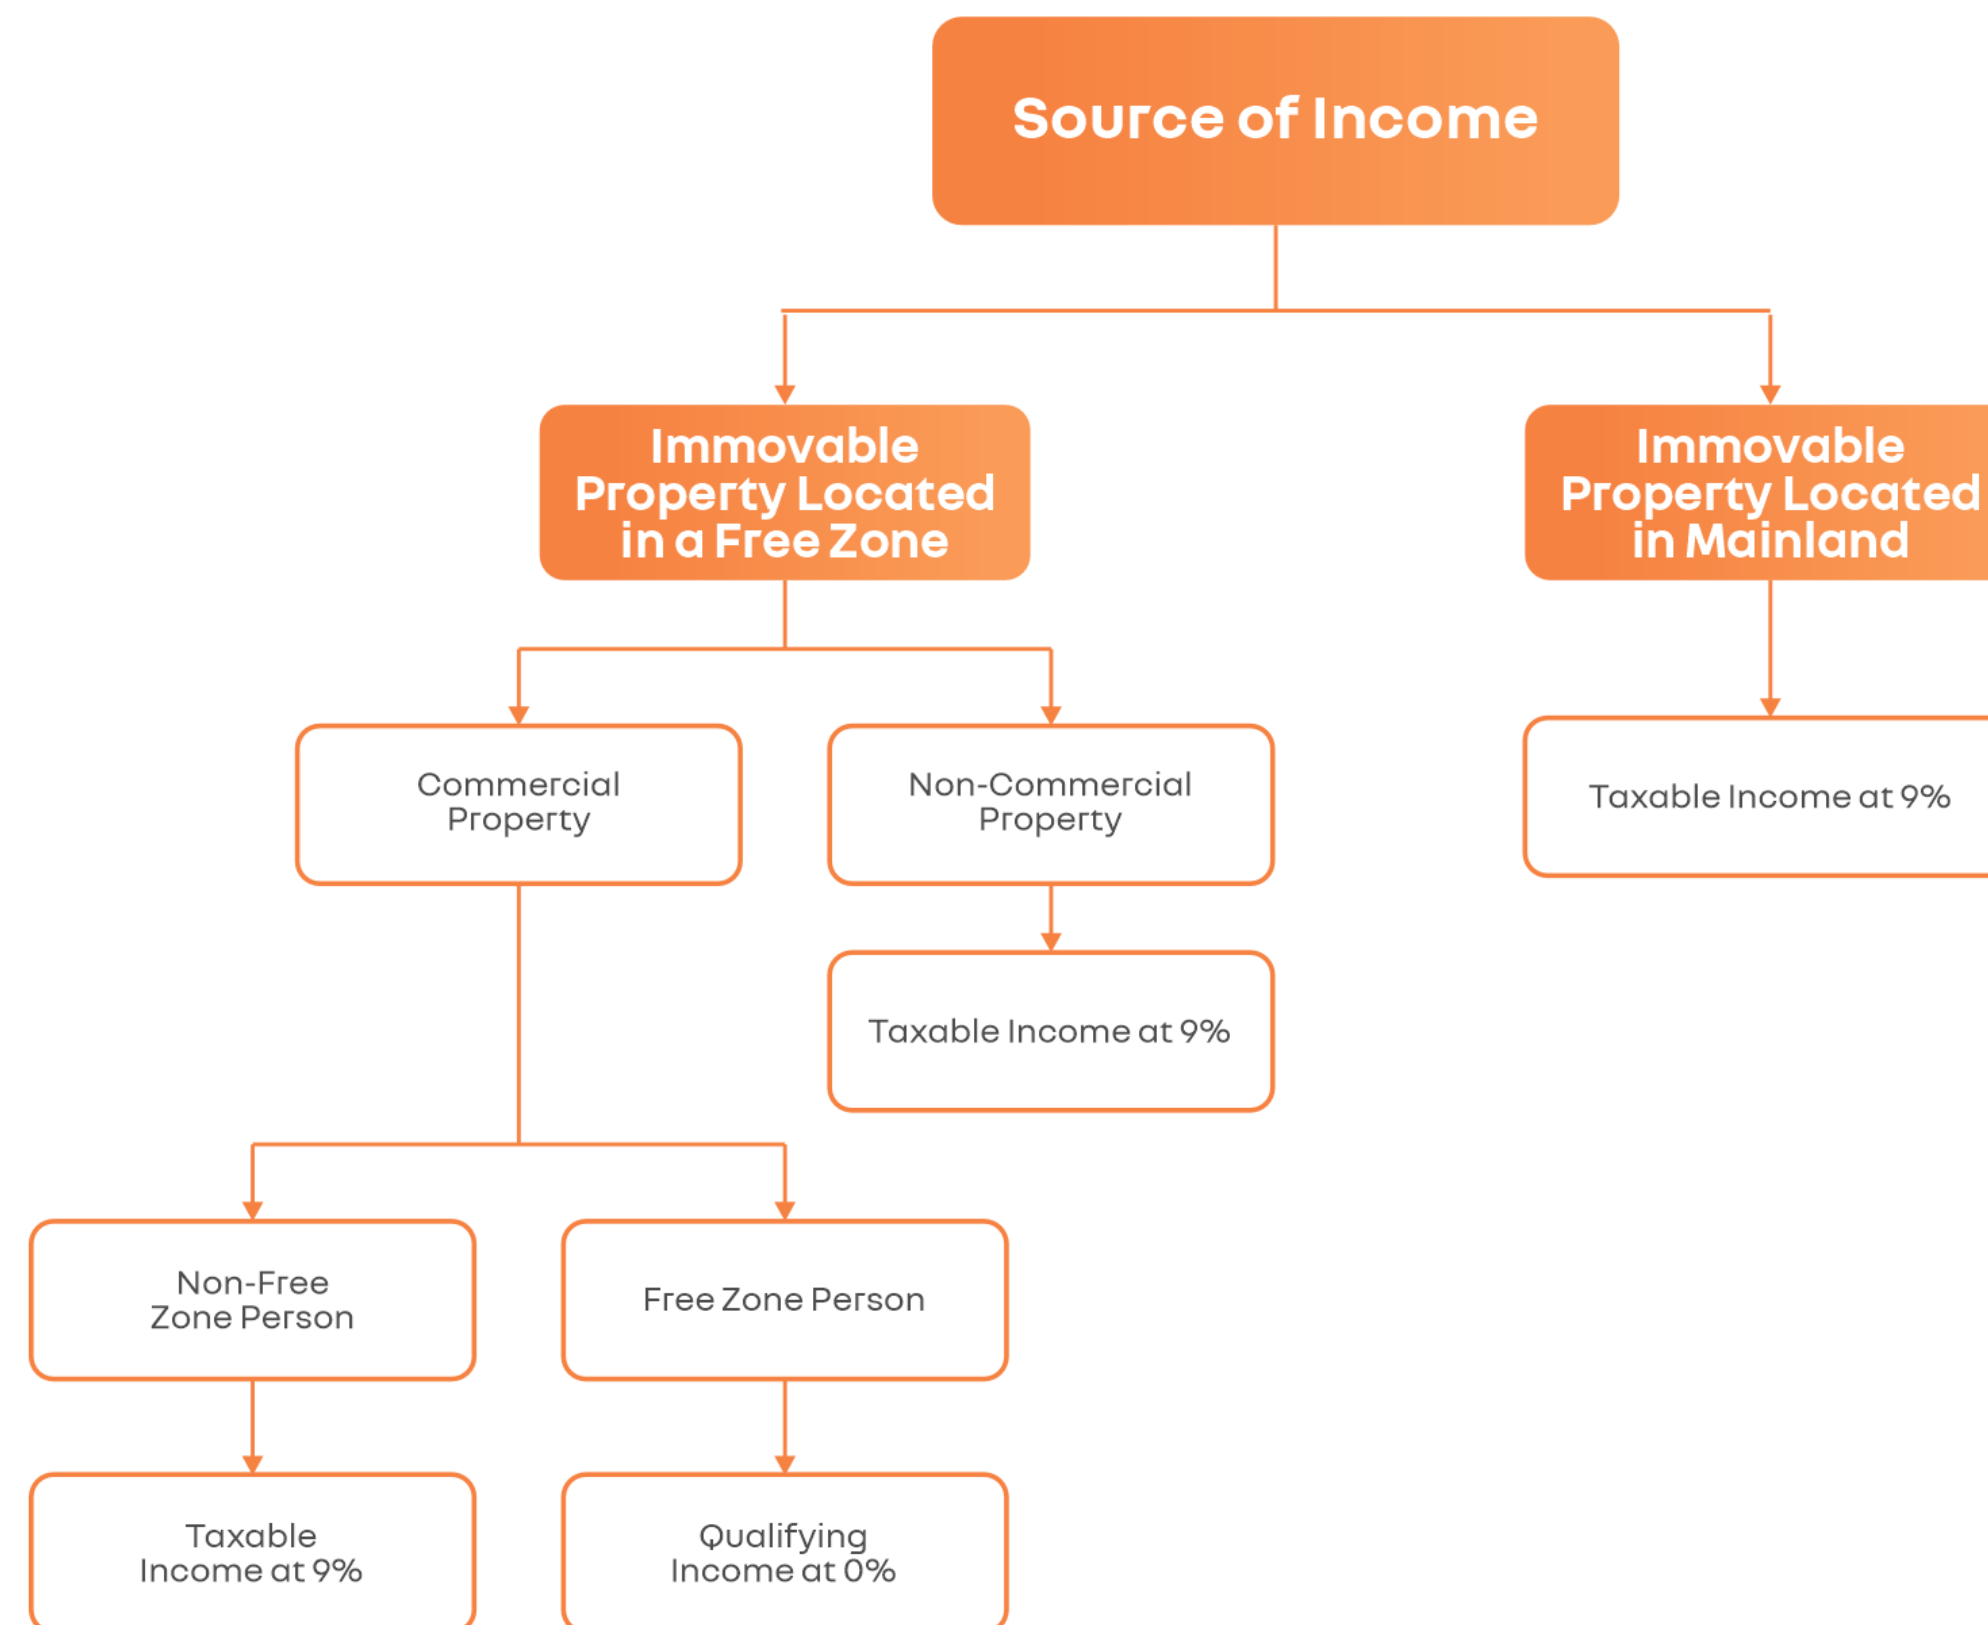 Source of Income
Immovable
Property Located
in a Free Zone
Immovable
Property Located
in Mainland
Commercial
Property
Non-Commercial
Property
Taxable Income at 9%
Taxable Income at 9%
Non-Free
Zone Person
Free Zone Person
Taxable
Income at 9%
Qualifying
Income at 0%